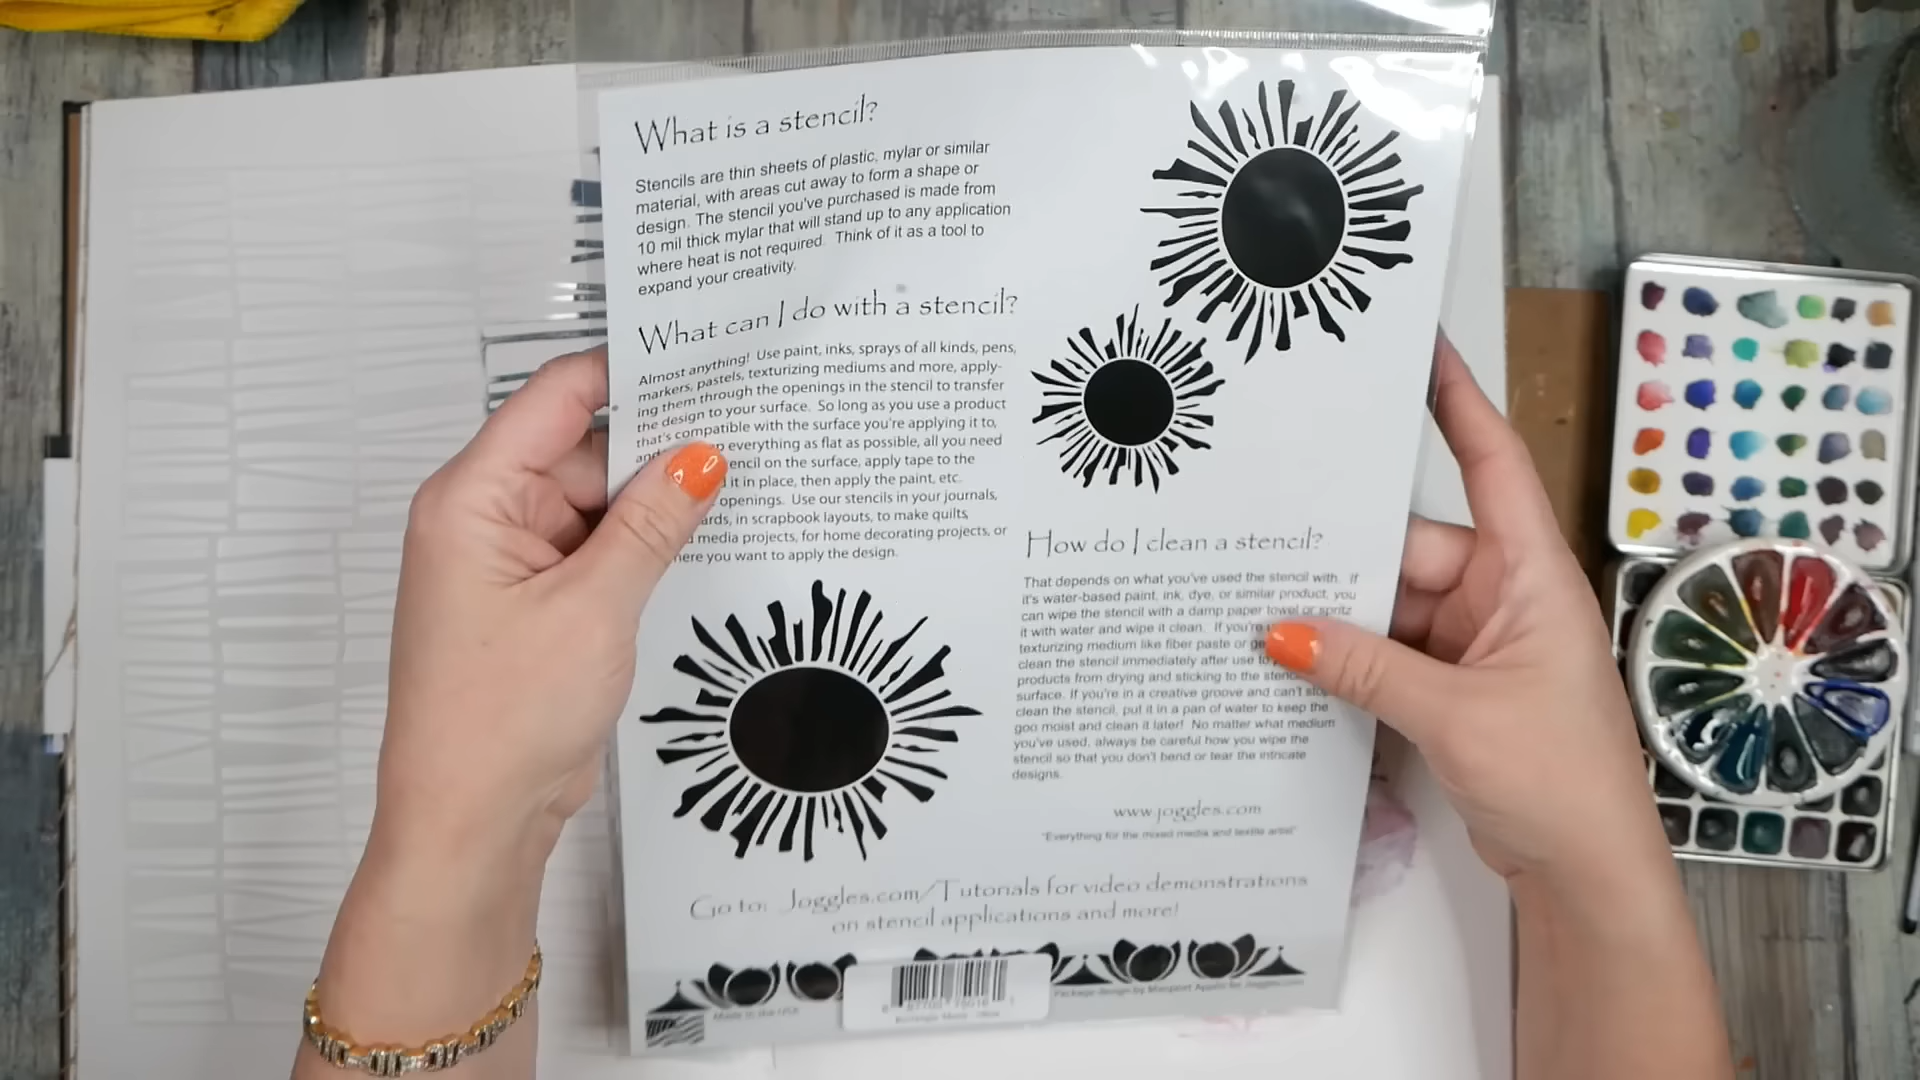 What is a stencil?
Stencils are thin sheets of plastic, mylar or similar
material, with areas cut away to form a shape or
design. The stencil you've purchased is made from
10 mil thick mylar that will stand up to any application
where heat is not required. Think of it as a tool to
expand your creativity.
What can I do with a stencil?
Almost anything! Use paint, inks, sprays of all kinds, pens,
markers, pastels, texturizing mediums and more, apply-
ing them through the openings in the stencil to transfer
the design to your surface. So long as you use a product
that's compatible with the surface you're applying it to,
and everything as flat as possible, all you need
on the surface, apply tape to the
it in place, then apply the paint, etc.
openings. Use our stencils in your journals,
in scrapbook layouts, to make quilts,
media projects, for home decorating projects, or
you want to apply the design.
How do I clean a stencil?
That depends on what you've used the stencil with. If
it's water-based paint, ink, dye, or similar product, you
can wipe the stencil with a damp paper towel or spritz
it with water and wipe it clean. If you're
texturizing medium like fiber paste or
clean the stencil immediately after use to
products from drying and sticking to the
surface. If you're in a creative groove and can't
clean the stencil, put it in a pan of water to keep the
goo moist and clean it later! No matter what medium
you've used, always be careful how you wipe the
stencil so that you don't bend or tear the intricate
designs.
www.joggles.com
"Everything for the mixed media and textile artist"
Go to: Joggles.com/Tutorials for video demonstrations
on stencil applications and more!
Made in the USA
Package design by for Joggles.com